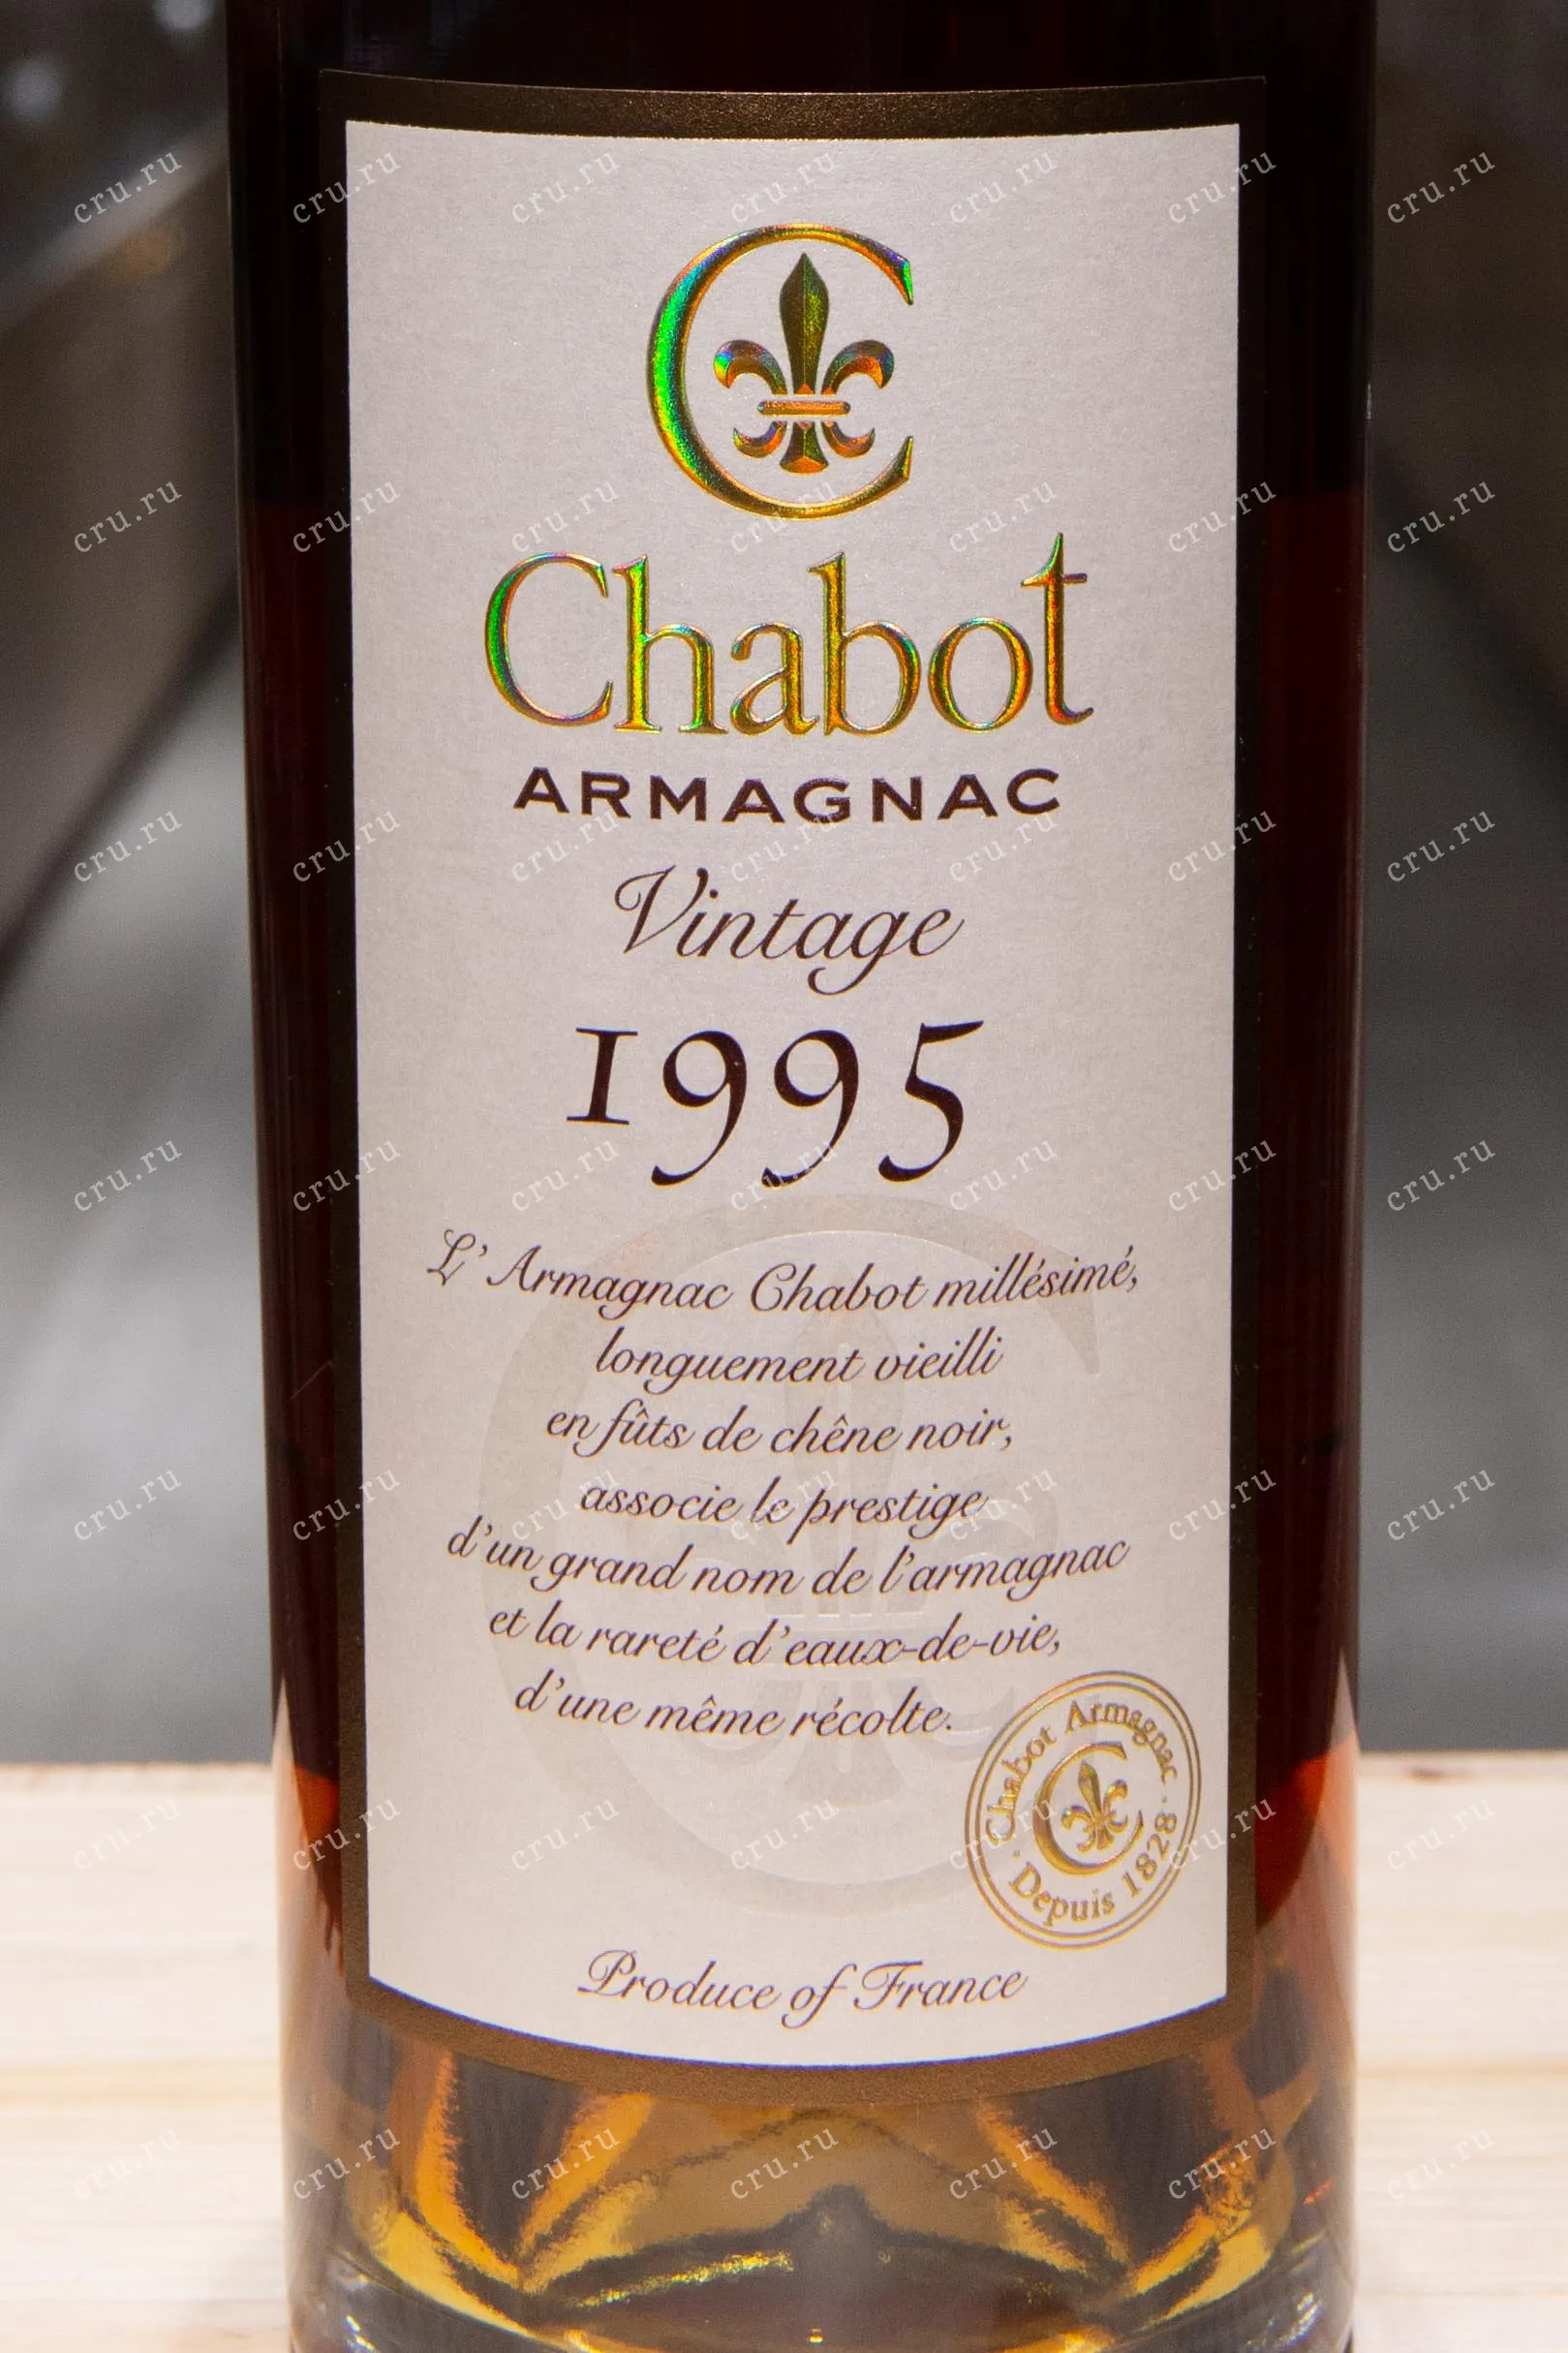 C
Chabot
ARMAGNAC
Vintage
1995
L' Armagnac Chabot millésimé,
longuement vieilli
en fûts de chêne noir,
associe le prestige
d'un grand nom de l'armagnac
et la rareté d'eaux-de-vie,
d'une même récolte.
Chabot Armagnac
C
· Depuis 1828 ·
Produce of France
cru.ru